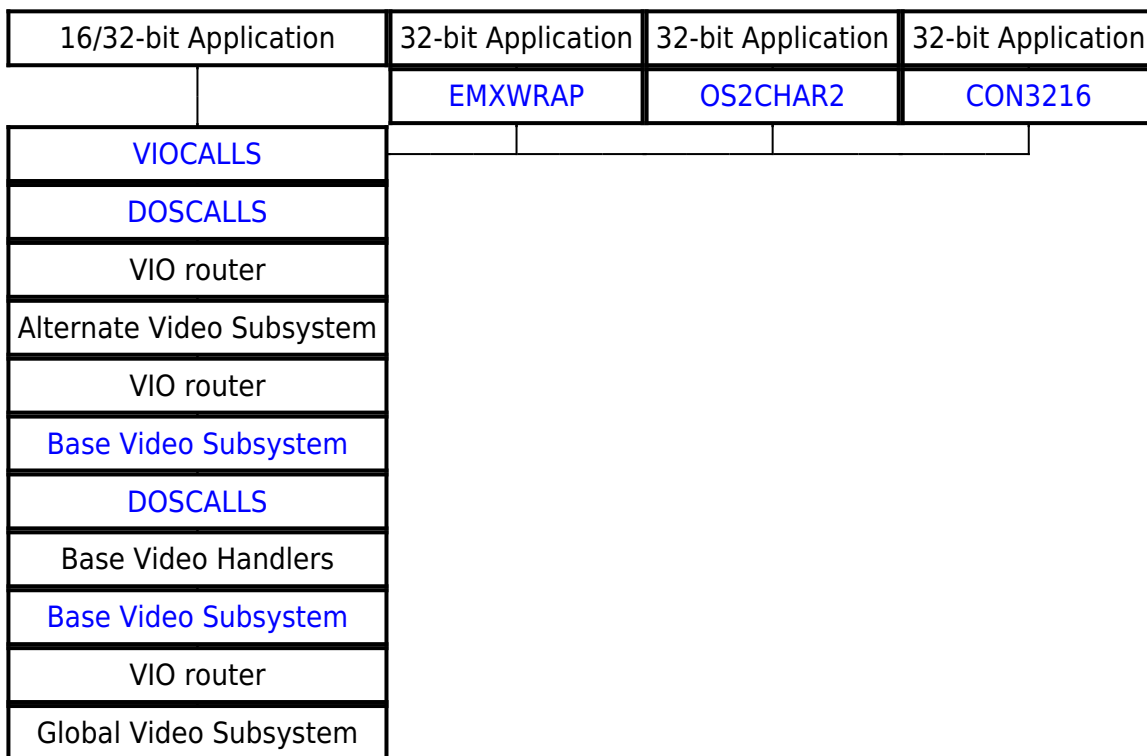 16/32-bit Application 32-bit Application 32-bit Application 32-bit Application
EMXWRAP OS2CHAR2 CON3216
VIOCALLS
DOSCALLS
VIO router
Alternate Video Subsystem
VIO router
Base Video Subsystem
DOSCALLS
Base Video Handlers
Base Video Subsystem
VIO router
Global Video Subsystem